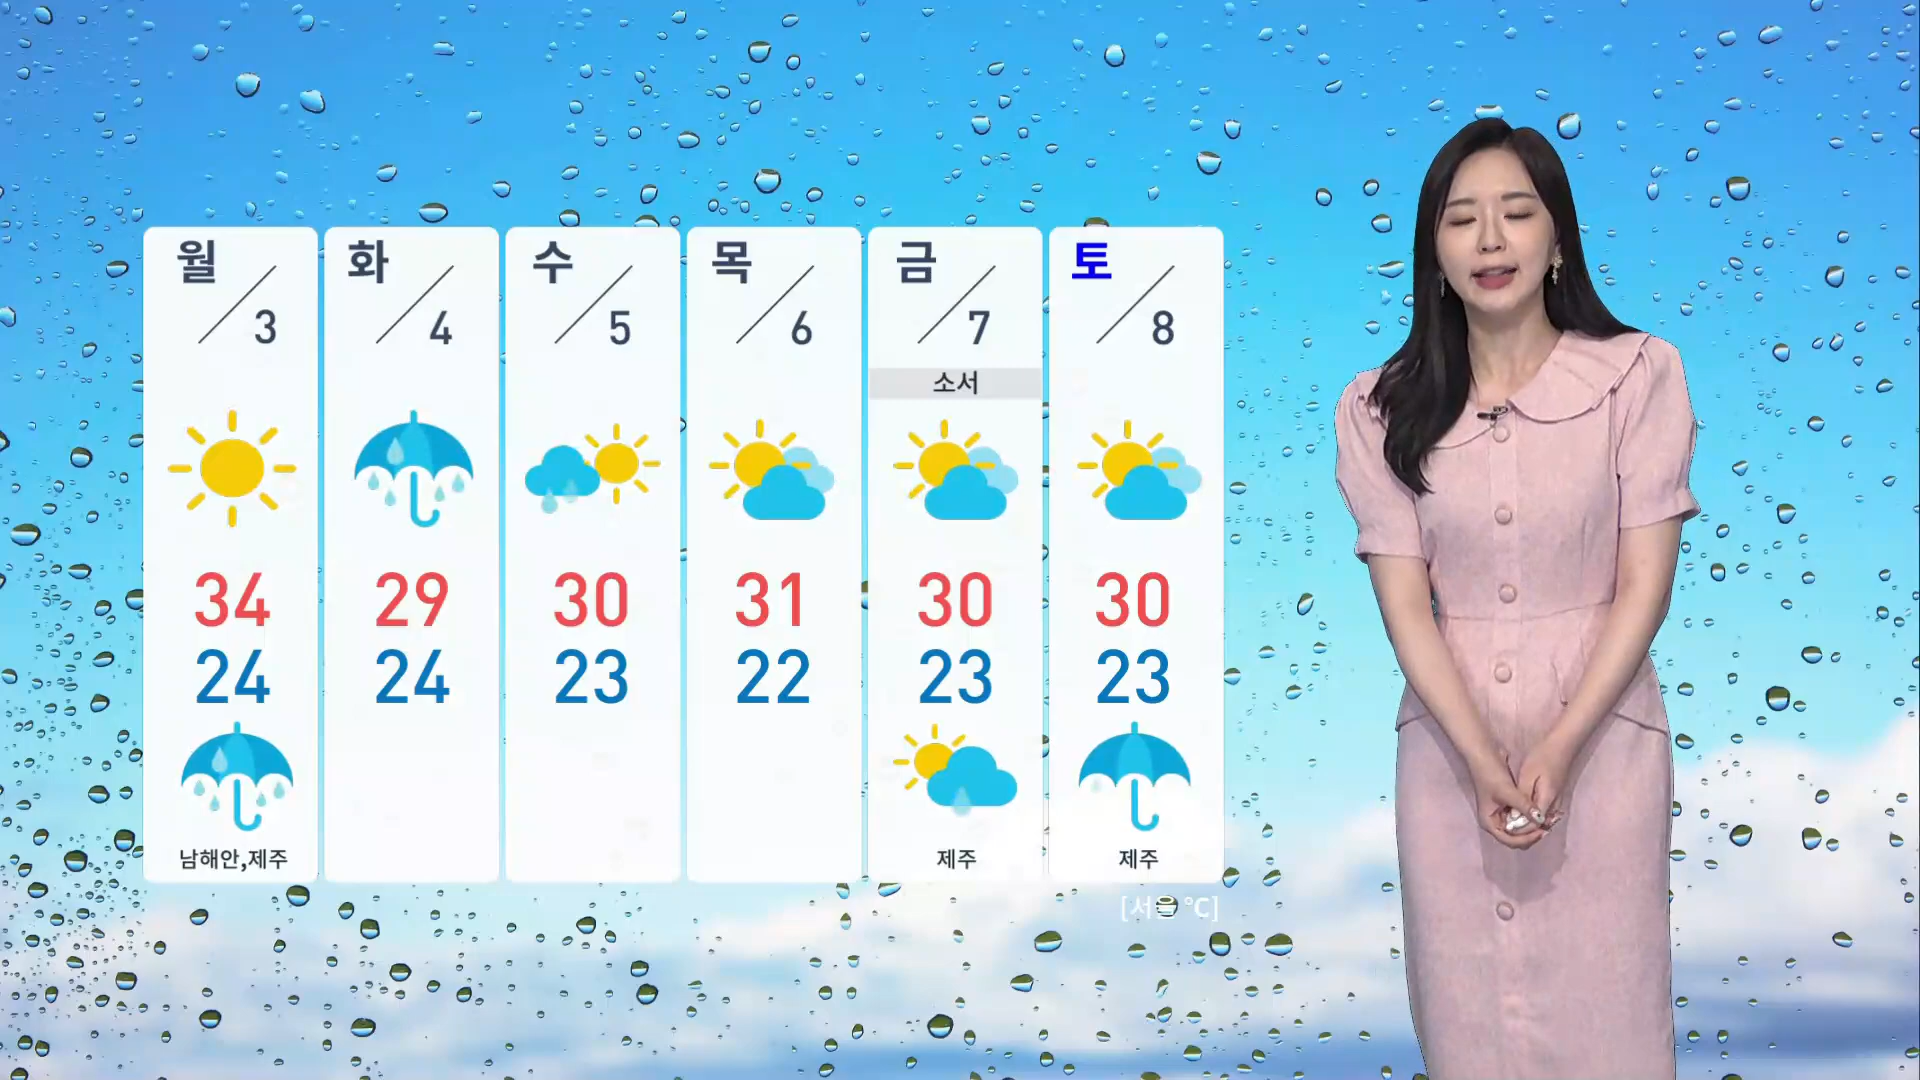 월 / 3
화 / 4
수 / 5
목 / 6
금 / 7
토 / 8
소서
34
29
30
31
30
30
24
24
23
22
23
23
남해안,제주
제주
제주
[서울 ℃]